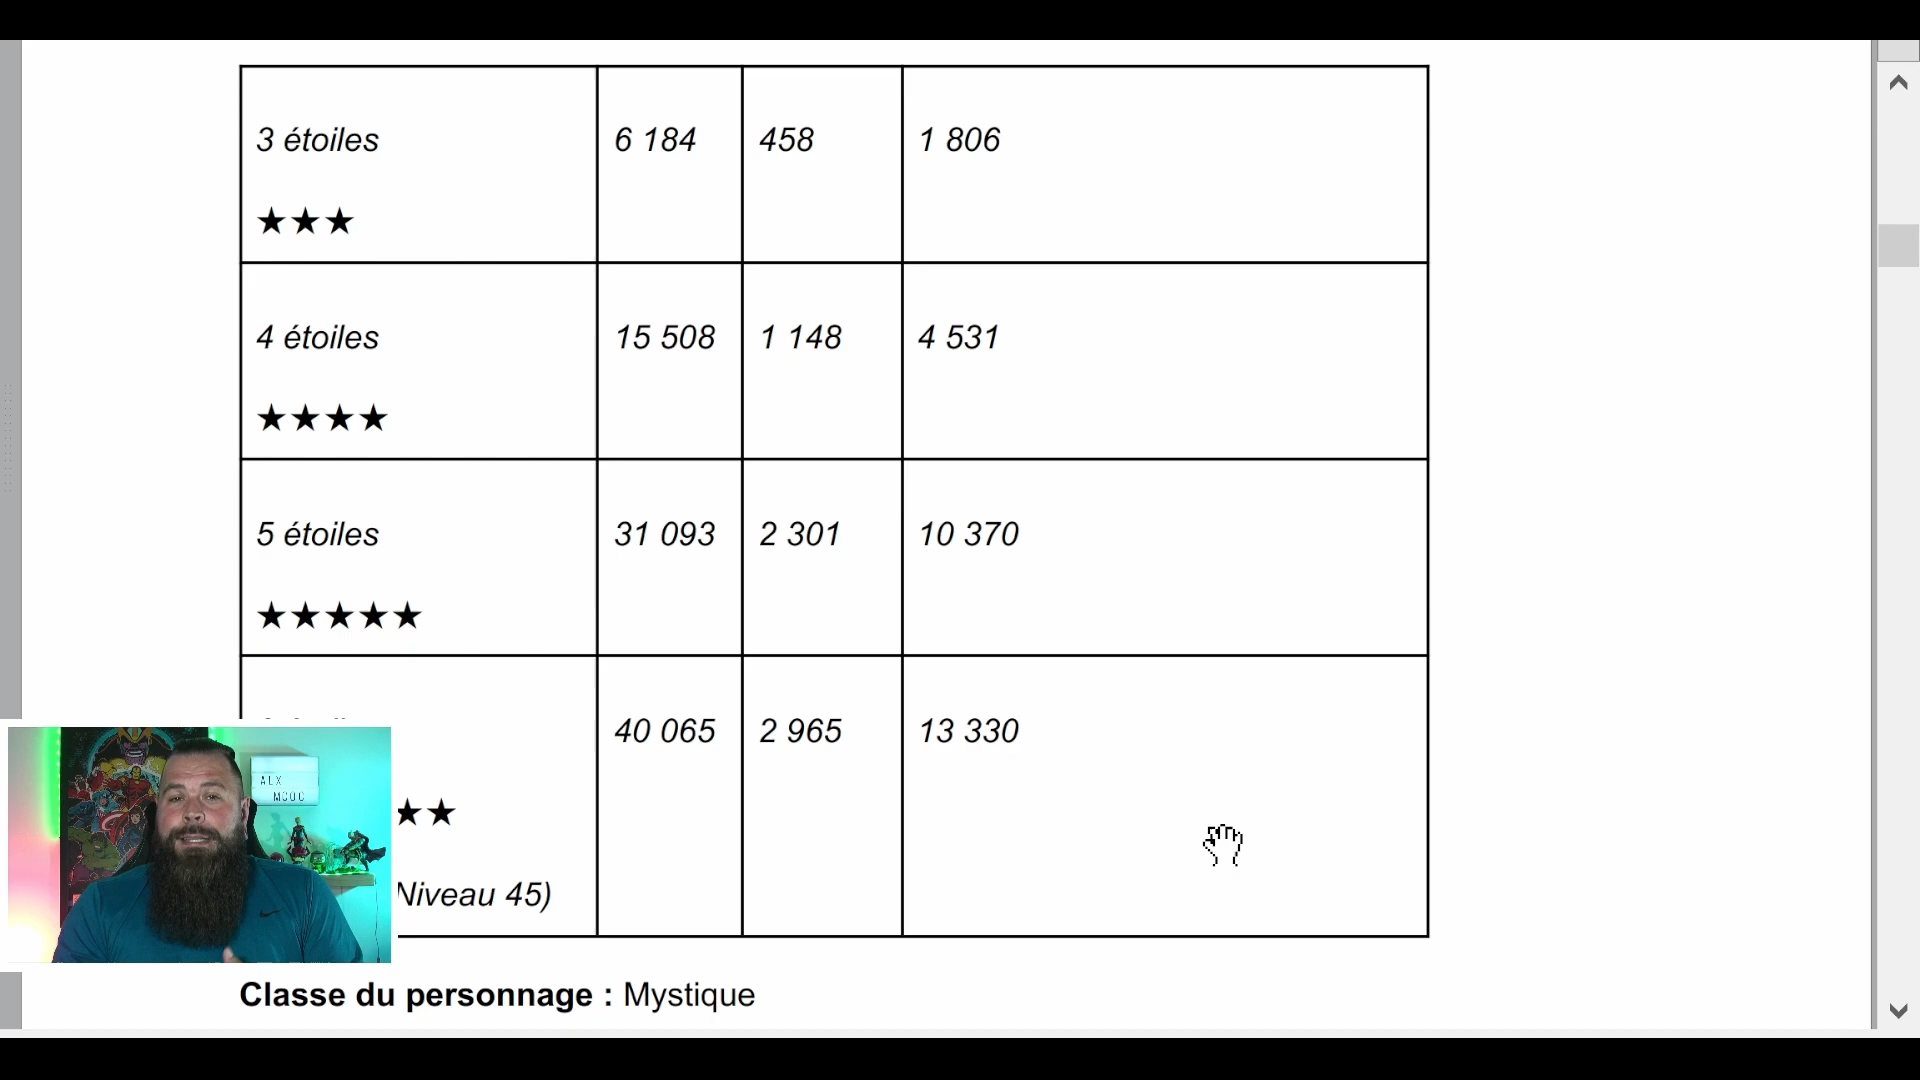 3 étoiles 6 184 458 1 806
★★★
4 étoiles 15 508 1 148 4 531
★★★★
5 étoiles 31 093 2 301 10 370
★★★★★
40 065 2 965 13 330
★★
Niveau 45)
ALX
MCOC
Classe du personnage : Mystique